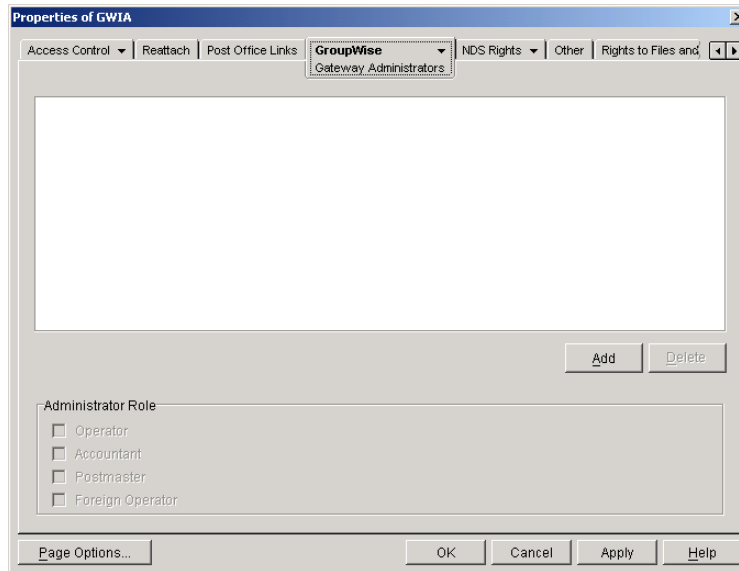 Properties of GWIA
Access Control Reattach Post Office Links GroupWise NDS Rights Other Rights to Files and
Gateway Administrators
Add Delete
Administrator Role
Operator
Accountant
Postmaster
Foreign Operator
Page Options... OK Cancel Apply Help